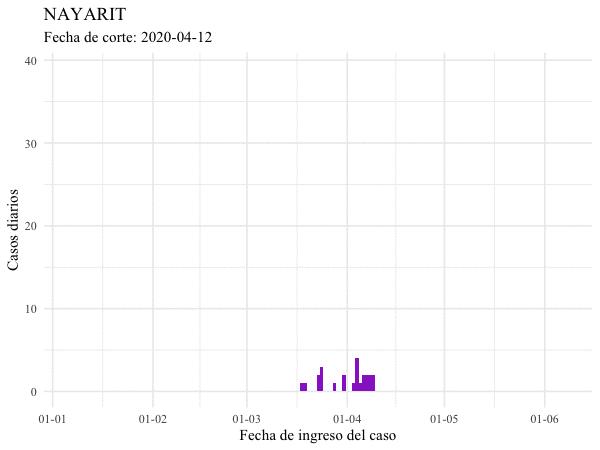 NAYARIT
Fecha de corte: 2020-04-12
Casos diarios
40
30
20
10
0
01-01 01-02 01-03 01-04 01-05 01-06
Fecha de ingreso del caso